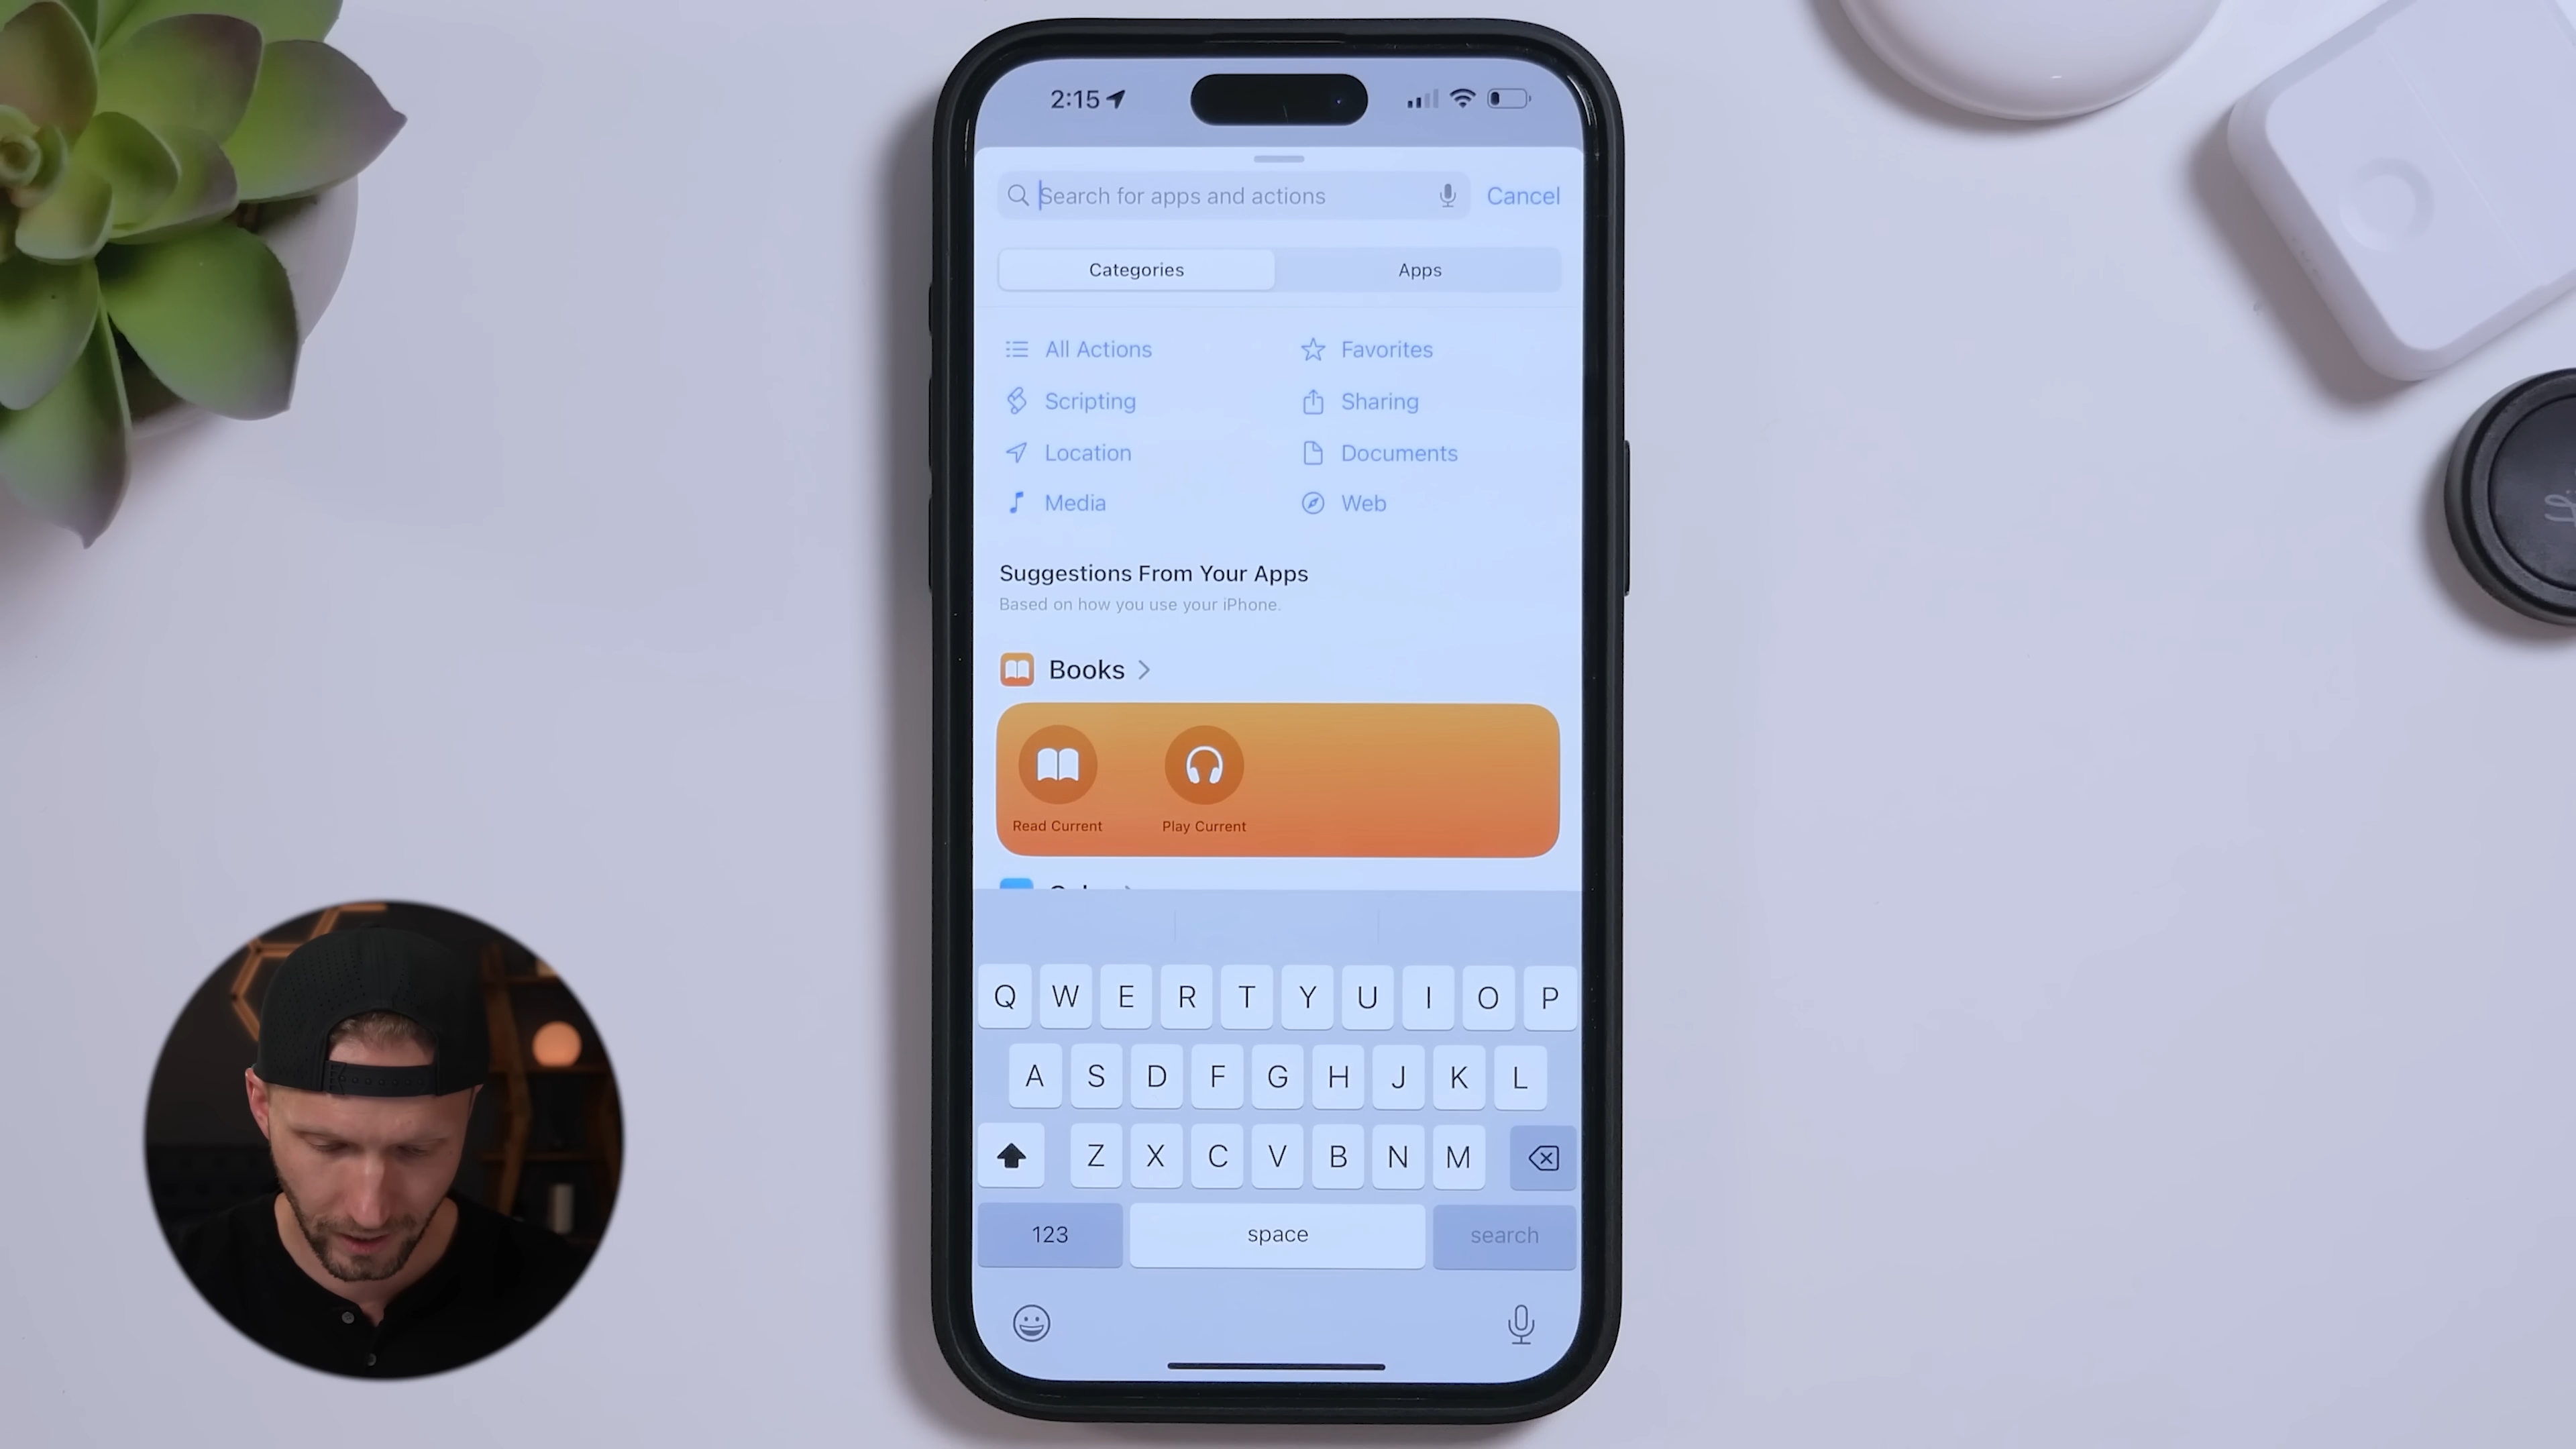 2:15
Search for apps and actions Cancel
Categories Apps
All Actions Favorites
Scripting Sharing
Location Documents
Media Web
Suggestions From Your Apps
Based on how you use your iPhone.
Books
Read Current Play Current
Q W E R T Y U I O P
A S D F G H J K L
Z X C V B N M
123 space search